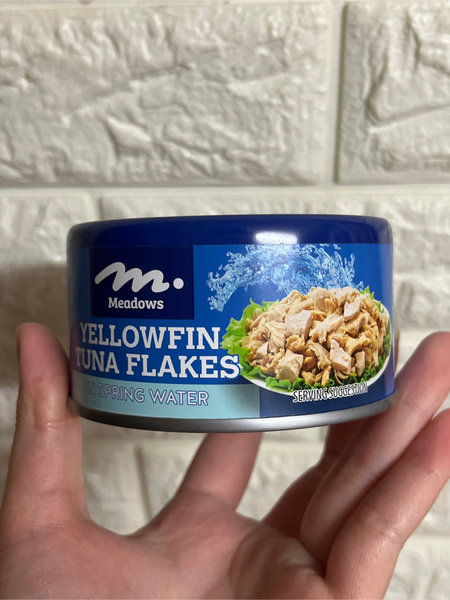 m.
Meadows
YELLOWFIN
TUNA FLAKES
IN SPRING WATER
SERVING SUGGESTION